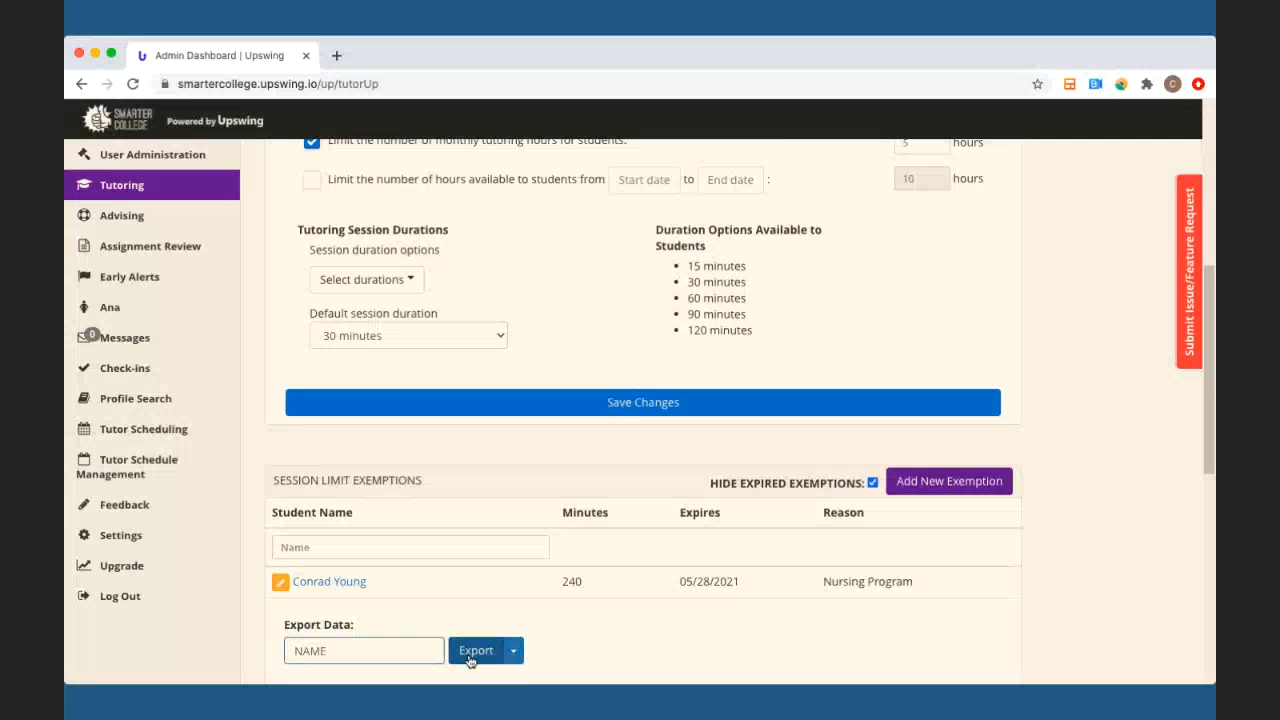 Admin Dashboard | Upswing
smartercollege.upswing.io/up/tutorUp
C
SMARTER
COLLEGE
Powered by Upswing
User Administration
Tutoring
Advising
Assignment Review
Early Alerts
Ana
0
Messages
Check-ins
Profile Search
Tutor Scheduling
Tutor Schedule
Management
Feedback
Settings
Upgrade
Log Out
Limit the number of monthly tutoring hours for students. 5 hours
Limit the number of hours available to students from Start date to End date : 10 hours
Tutoring Session Durations
Session duration options
Select durations
Default session duration
30 minutes
Duration Options Available to
Students
15 minutes
30 minutes
60 minutes
90 minutes
120 minutes
Save Changes
SESSION LIMIT EXEMPTIONS
HIDE EXPIRED EXEMPTIONS:
Add New Exemption
Student Name Minutes Expires Reason
Name
Conrad Young 240 05/28/2021 Nursing Program
Export Data:
NAME
Export
Submit Issue/Feature Request